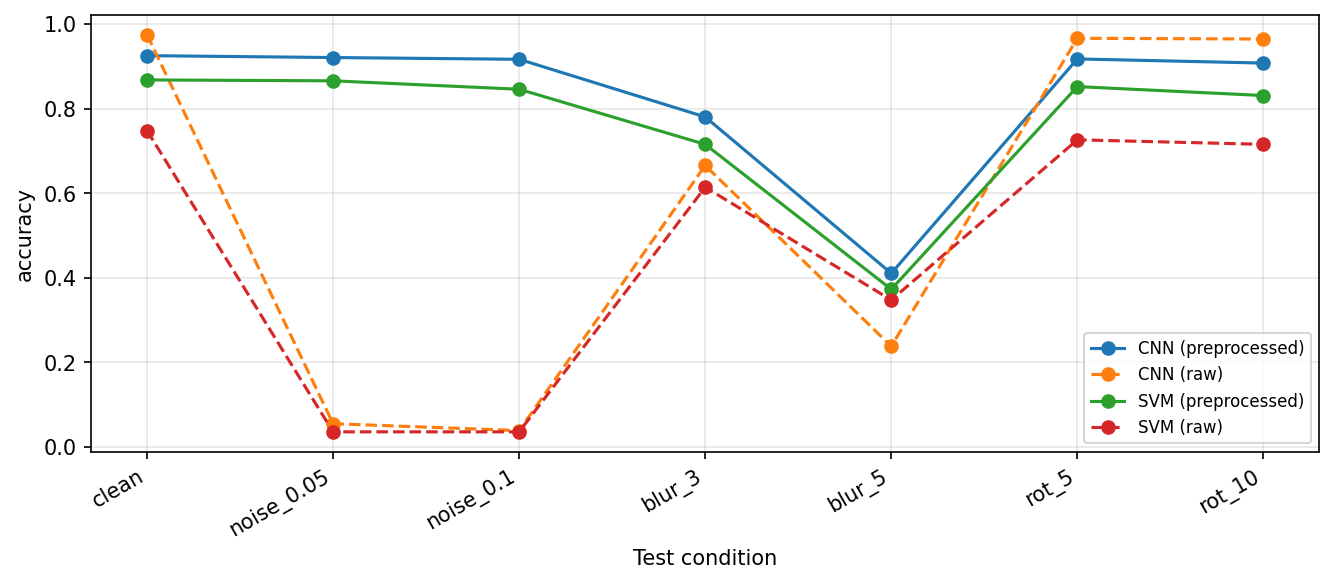 1.0
0.8
0.6
0.4
0.2
0.0
accuracy
clean
noise_0.05
noise_0.1
blur_3
blur_5
rot_5
rot_10
Test condition
CNN (preprocessed)
CNN (raw)
SVM (preprocessed)
SVM (raw)